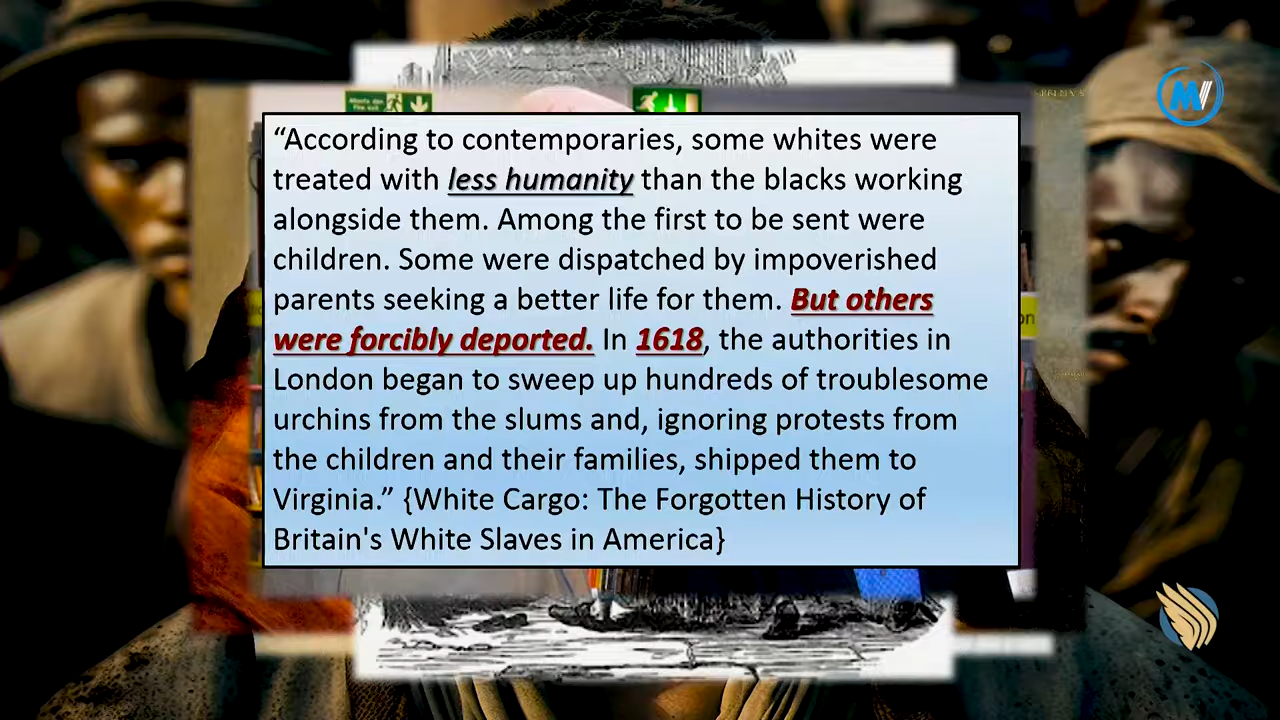 “According to contemporaries, some whites were
treated with less humanity than the blacks working
alongside them. Among the first to be sent were
children. Some were dispatched by impoverished
parents seeking a better life for them. But others
were forcibly deported. In 1618, the authorities in
London began to sweep up hundreds of troublesome
urchins from the slums and, ignoring protests from
the children and their families, shipped them to
Virginia.” {White Cargo: The Forgotten History of
Britain's White Slaves in America}